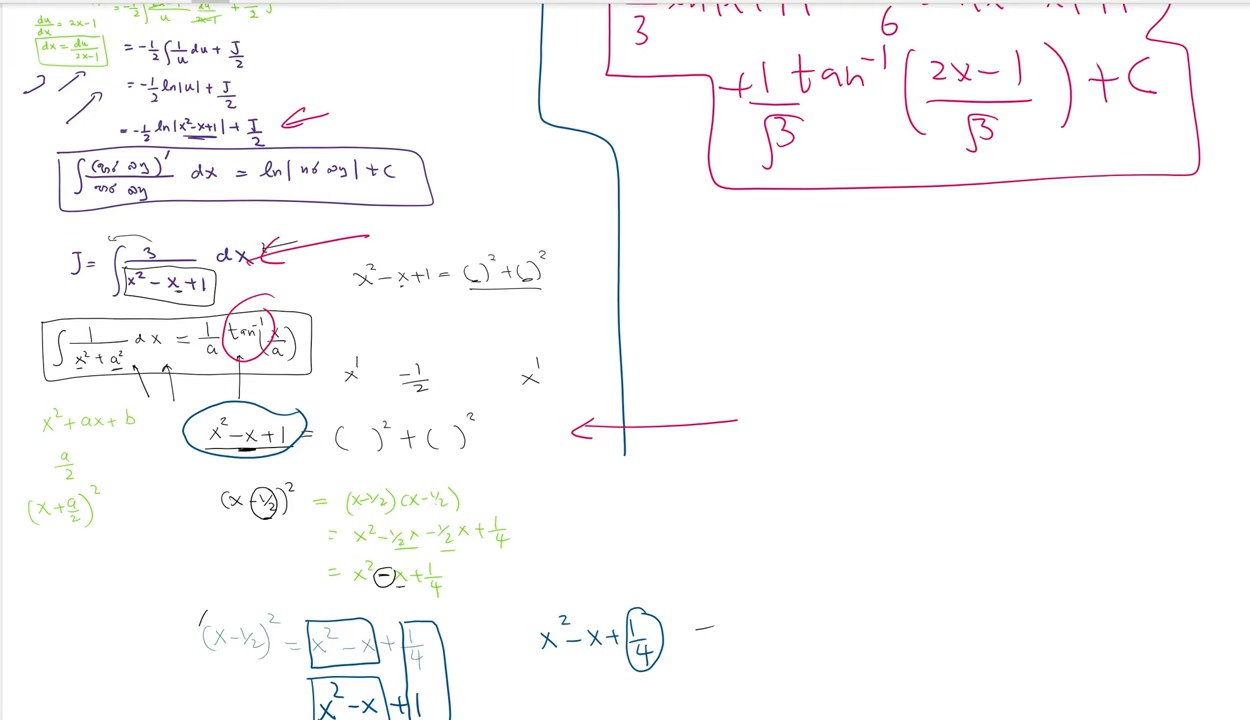 du/dx = 2x-1
dx = du/2x-1
= -1/2 ∫ 1/u du + J/2
= -1/2 ln|u| + J/2
= -1/2 ln|x²-x+1| + J/2
dx = ln| | + C
J = ∫ 3/(x² - x + 1) dx
x² - x + 1 = ( )² + ( )²
∫ 1/(x² + a²) dx = 1/a tan⁻¹(x/a)
x¹ -1/2 x¹
x² + ax + b
x² - x + 1 = ( )² + ( )²
a/2
(x + a/2)²
(x - 1/2)² = (x-1/2)(x-1/2)
= x² - 1/2x - 1/2x + 1/4
= x² - x + 1/4
(x-1/2)² = x² - x + 1/4
x² - x + 1
3
6
+ 1/√3 tan⁻¹((2x-1)/√3) + C
x² - x + 1/4 -